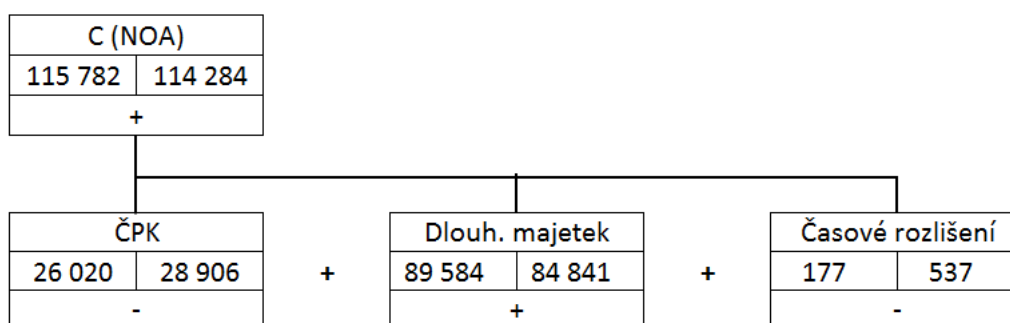 C (NOA)
115 782 114 284
+
ČPK Dlouh. majetek Časové rozlišení
26 020 28 906 + 89 584 84 841 + 177 537
- + -